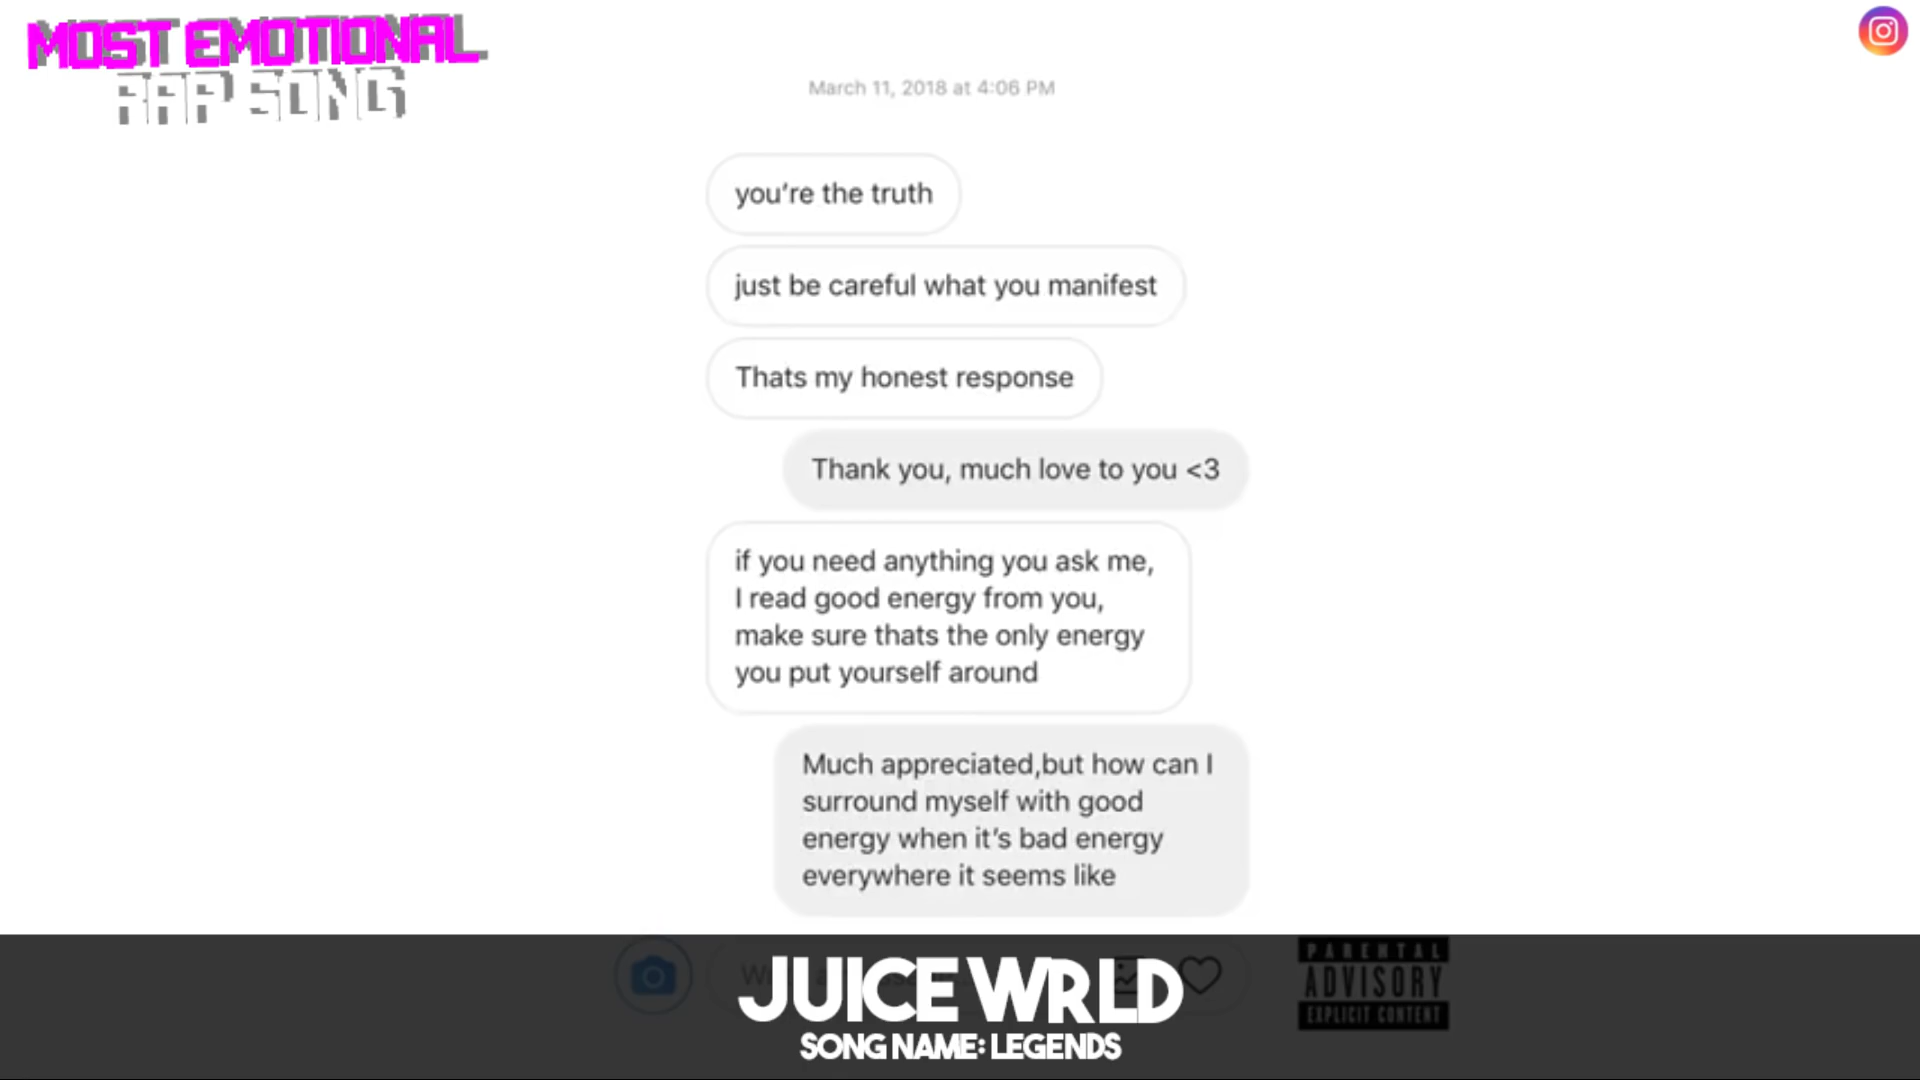 MOST EMOTIONAL
RAP SONG
March 11, 2018 at 4:06 PM
you're the truth
just be careful what you manifest
Thats my honest response
Thank you, much love to you <3
if you need anything you ask me,
I read good energy from you,
make sure thats the only energy
you put yourself around
Much appreciated,but how can I
surround myself with good
energy when it's bad energy
everywhere it seems like
JUICE WRLD
SONG NAME: LEGENDS
PARENTAL
ADVISORY
EXPLICIT CONTENT